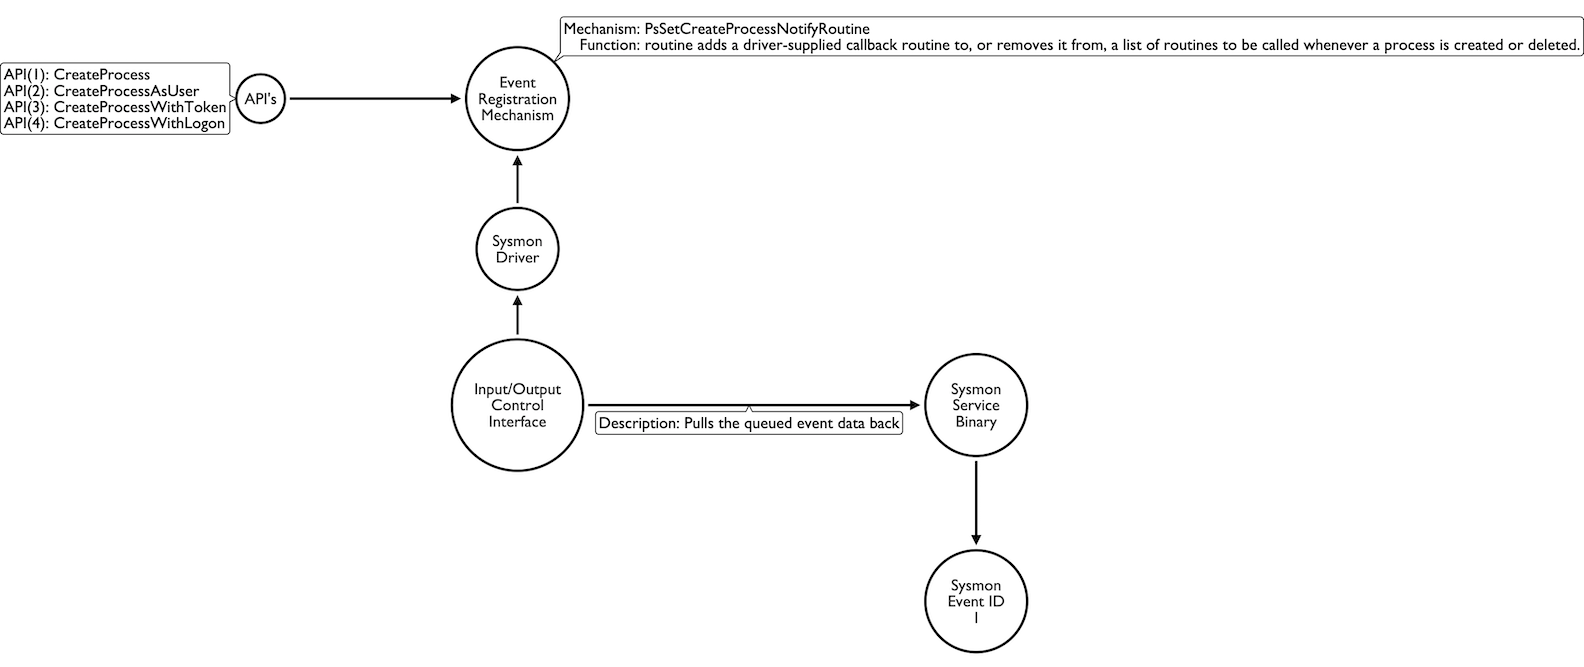 Mechanism: PsSetCreateProcessNotifyRoutine
Function: routine adds a driver-supplied callback routine to, or removes it from, a list of routines to be called whenever a process is created or deleted.
API(1): CreateProcess
API(2): CreateProcessAsUser
API(3): CreateProcessWithToken
API(4): CreateProcessWithLogon
API's
Event
Registration
Mechanism
Sysmon
Driver
Input/Output
Control
Interface
Description: Pulls the queued event data back
Sysmon
Service
Binary
Sysmon
Event ID
1